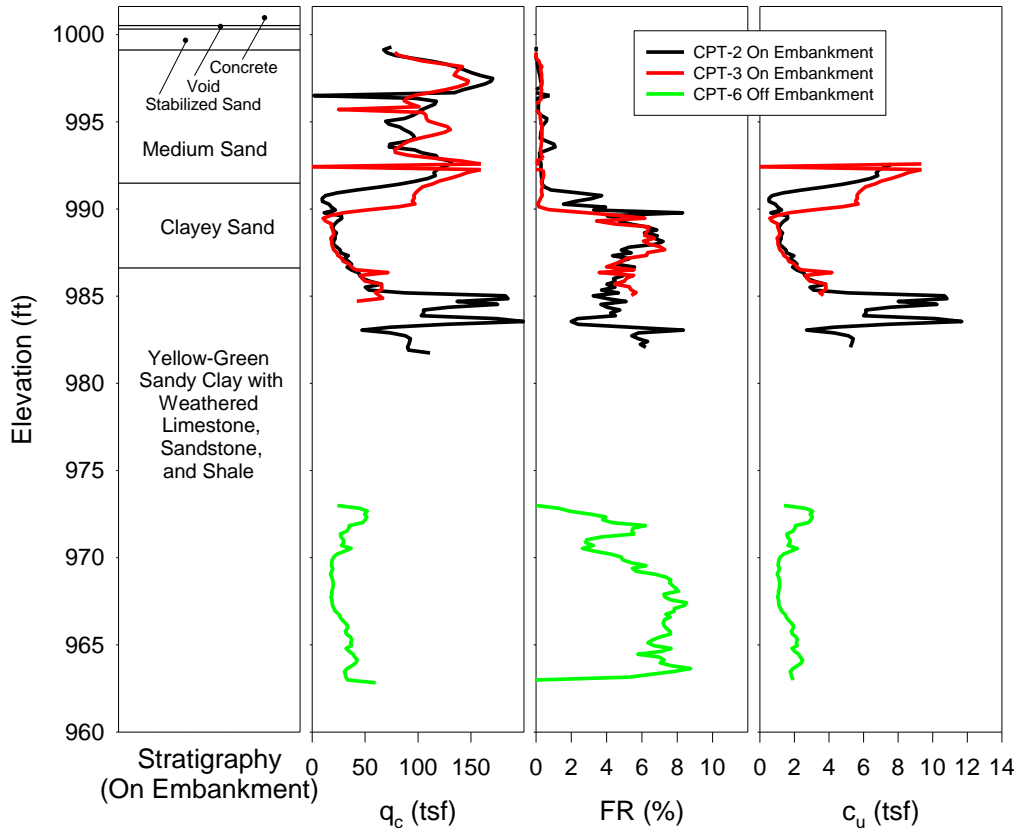 1000
995
990
985
980
975
970
965
960
Elevation (ft)
Concrete
Void
Stabilized Sand
Medium Sand
Clayey Sand
Yellow-Green
Sandy Clay with
Weathered
Limestone,
Sandstone,
and Shale
Stratigraphy
(On Embankment)
CPT-2 On Embankment
CPT-3 On Embankment
CPT-6 Off Embankment
0 50 100 150
q_c (tsf)
0 2 4 6 8 10
FR (%)
0 2 4 6 8 10 12 14
c_u (tsf)